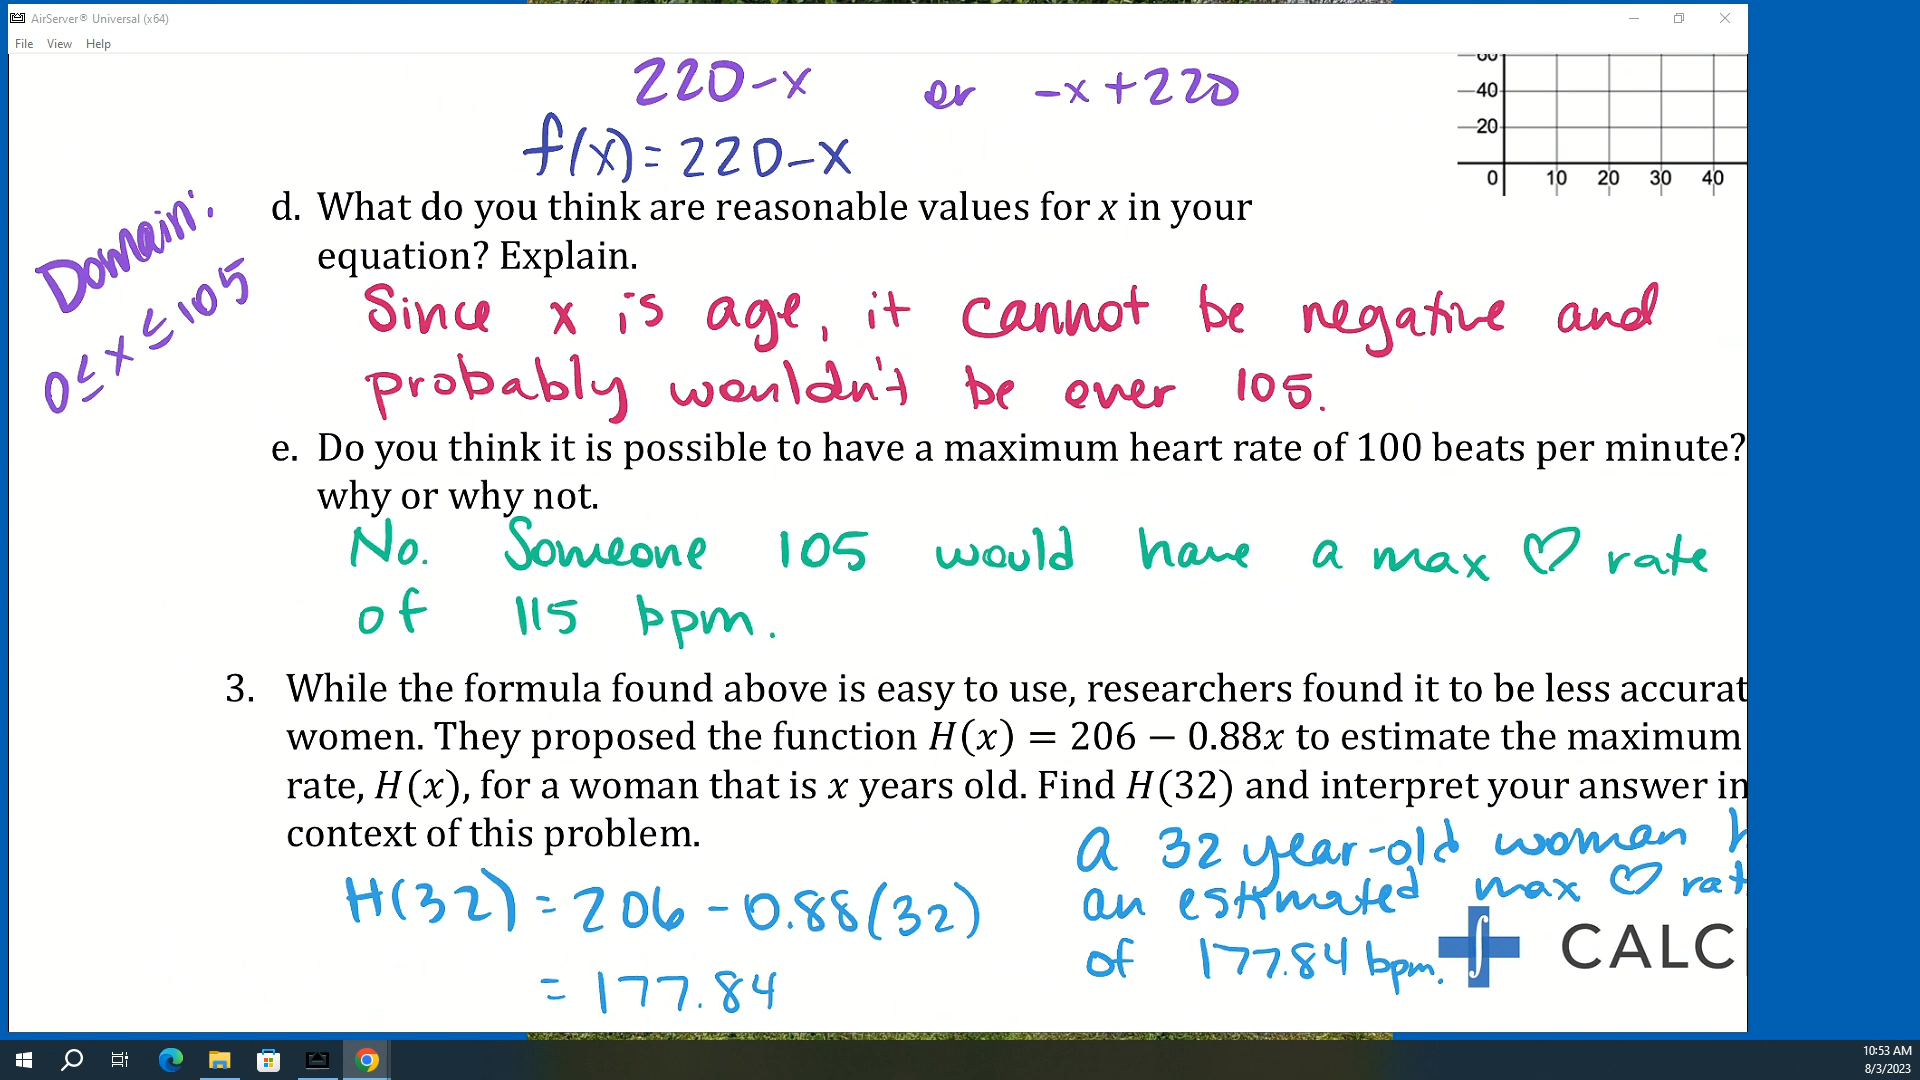 AirServer® Universal (x64)
File View Help
220-x or -x+220
f(x)=220-x
40
20
0 10 20 30 40
Domain:
0≤x≤105
d. What do you think are reasonable values for x in your
equation? Explain.
Since x is age, it cannot be negative and
probably wouldn't be over 105.
e. Do you think it is possible to have a maximum heart rate of 100 beats per minute?
why or why not.
No. Someone 105 would have a max ♡ rate
of 115 bpm.
3. While the formula found above is easy to use, researchers found it to be less accurat
women. They proposed the function H(x) = 206 − 0.88x to estimate the maximum
rate, H(x), for a woman that is x years old. Find H(32) and interpret your answer in
context of this problem.
H(32) = 206 - 0.88(32)
= 177.84
A 32 year-old woman h
an estimated max ♡ rat
of 177.84 bpm.
CALC
10:53 AM
8/3/2023